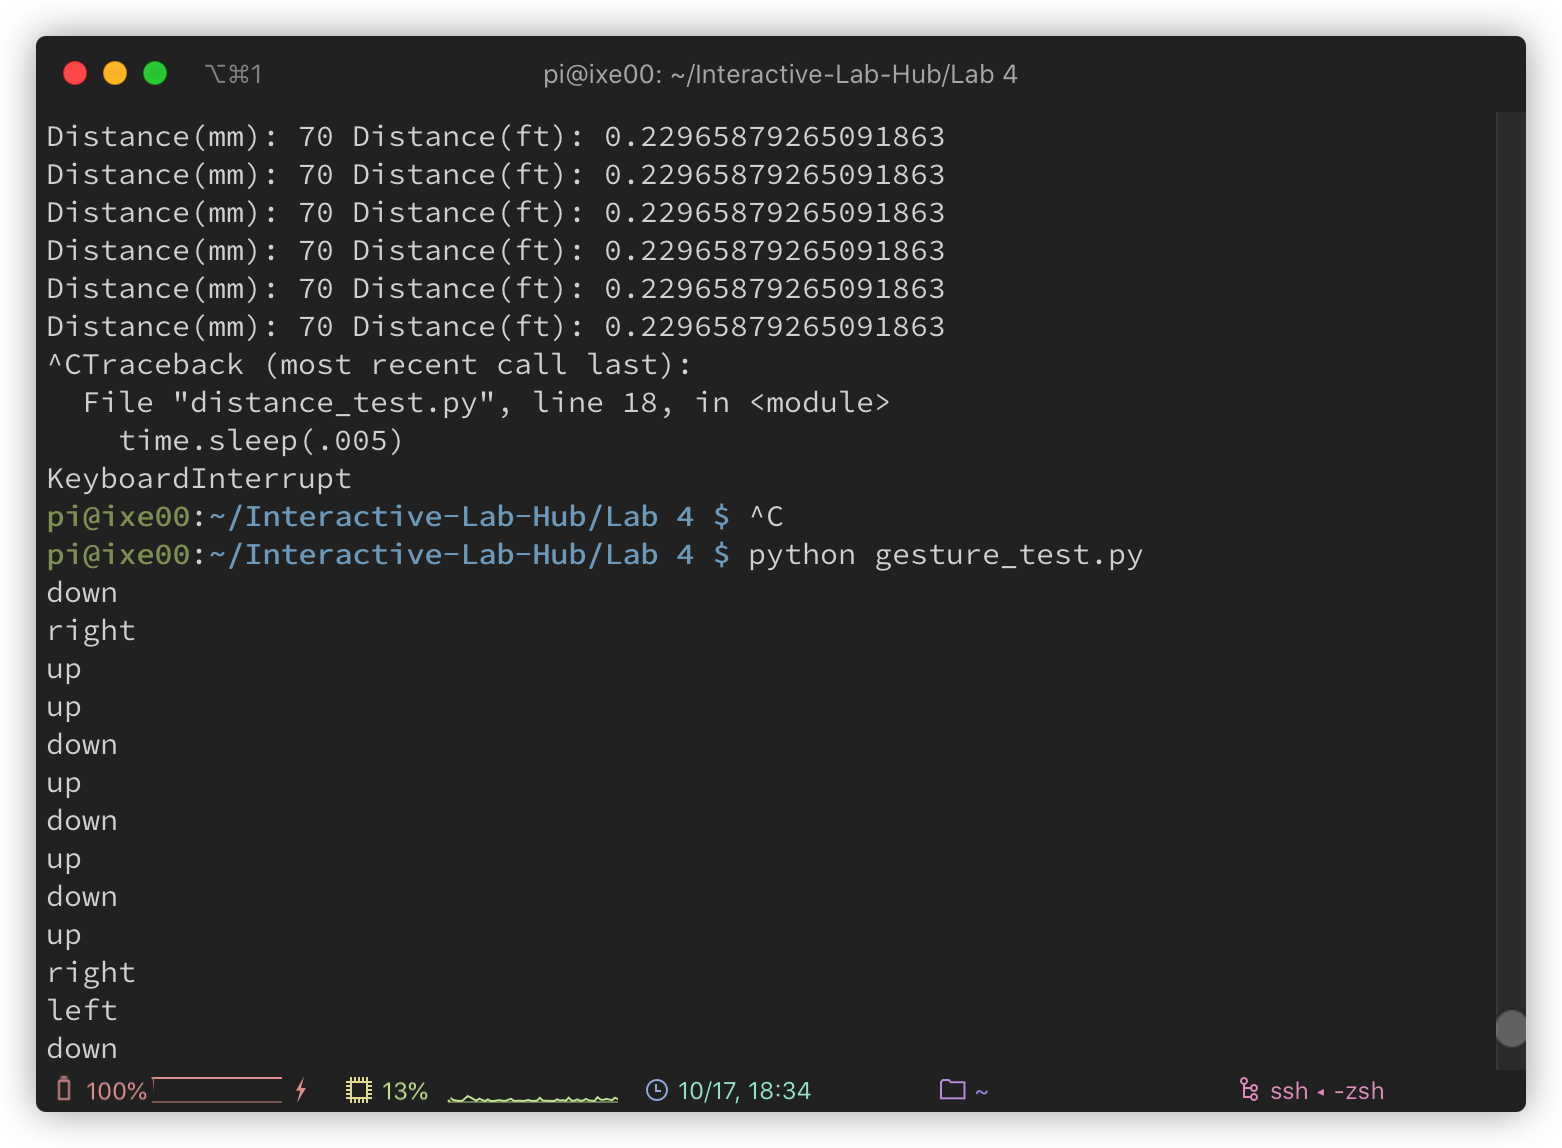 ⌥⌘1 pi@ixe00: ~/Interactive-Lab-Hub/Lab 4
Distance(mm): 70 Distance(ft): 0.22965879265091863
Distance(mm): 70 Distance(ft): 0.22965879265091863
Distance(mm): 70 Distance(ft): 0.22965879265091863
Distance(mm): 70 Distance(ft): 0.22965879265091863
Distance(mm): 70 Distance(ft): 0.22965879265091863
Distance(mm): 70 Distance(ft): 0.22965879265091863
^CTraceback (most recent call last):
  File "distance_test.py", line 18, in <module>
    time.sleep(.005)
KeyboardInterrupt
pi@ixe00:~/Interactive-Lab-Hub/Lab 4 $ ^C
pi@ixe00:~/Interactive-Lab-Hub/Lab 4 $ python gesture_test.py
down
right
up
up
down
up
down
up
down
up
right
left
down
100% 13% 10/17, 18:34 ~ ssh ◂ -zsh